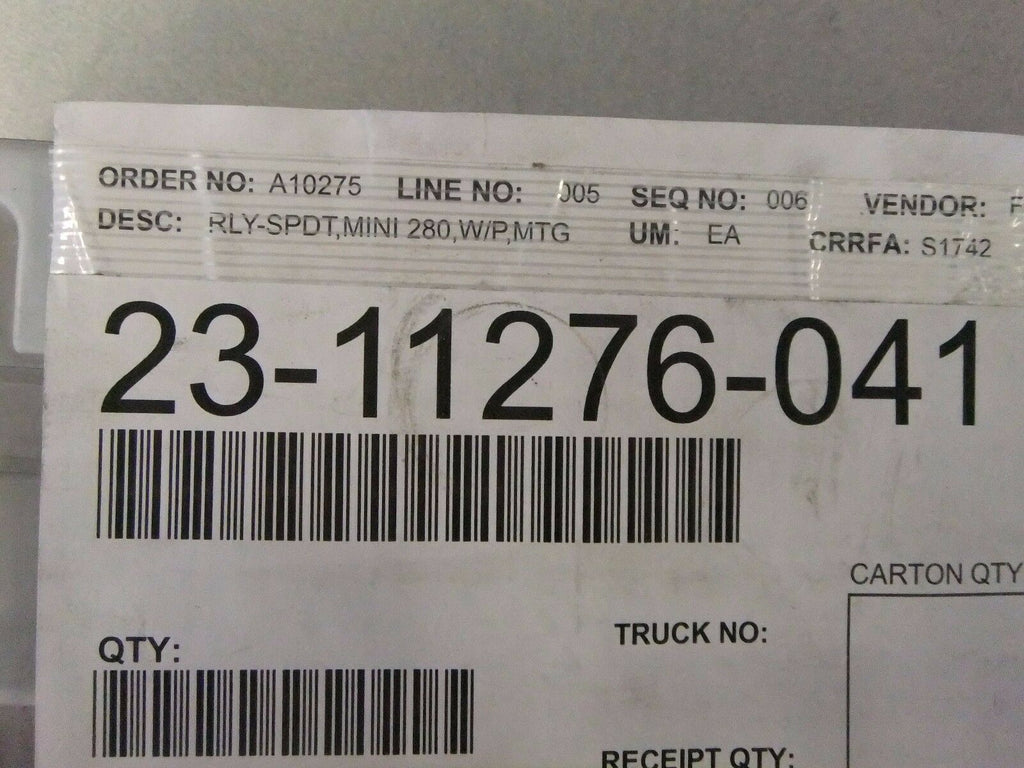 ORDER NO: A10275 LINE NO: 005 SEQ NO: 006 VENDOR:
DESC: RLY-SPDT,MINI 280,W/P,MTG UM: EA CRRFA: S1742
23-11276-041
CARTON QTY
TRUCK NO:
QTY:
RECEIPT QTY: